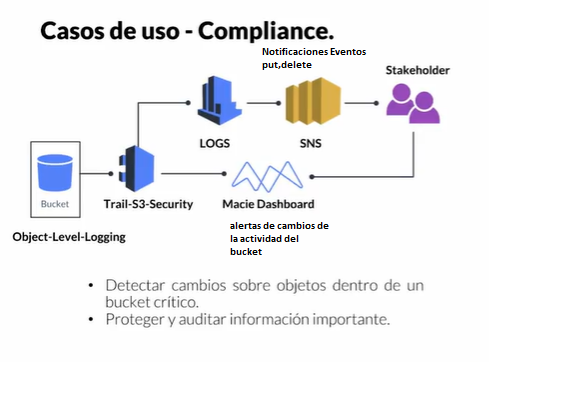 Casos de uso - Compliance.
Notificaciones Eventos
put,delete
Stakeholder
LOGS
SNS
Bucket
Trail-S3-Security
Macie Dashboard
Object-Level-Logging
alertas de cambios de
la actividad del
bucket
• Detectar cambios sobre objetos dentro de un
bucket crítico.
• Proteger y auditar información importante.